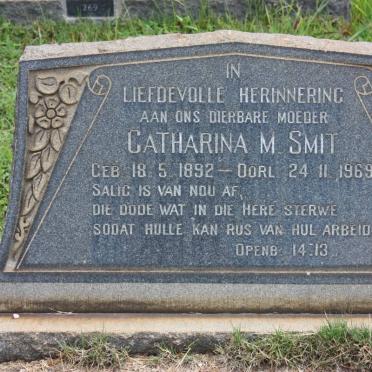 269
IN
LIEFDEVOLLE HERINNERING
AAN ONS DIERBARE MOEDER
CATHARINA M. SMIT
GEB. 18.5.1892 – OORL. 24.11.1969
SALIG IS VAN NOU AF,
DIE DODE WAT IN DIE HERE STERWE
SODAT HULLE KAN RUS VAN HUL ARBEID
OPENB. 14:13